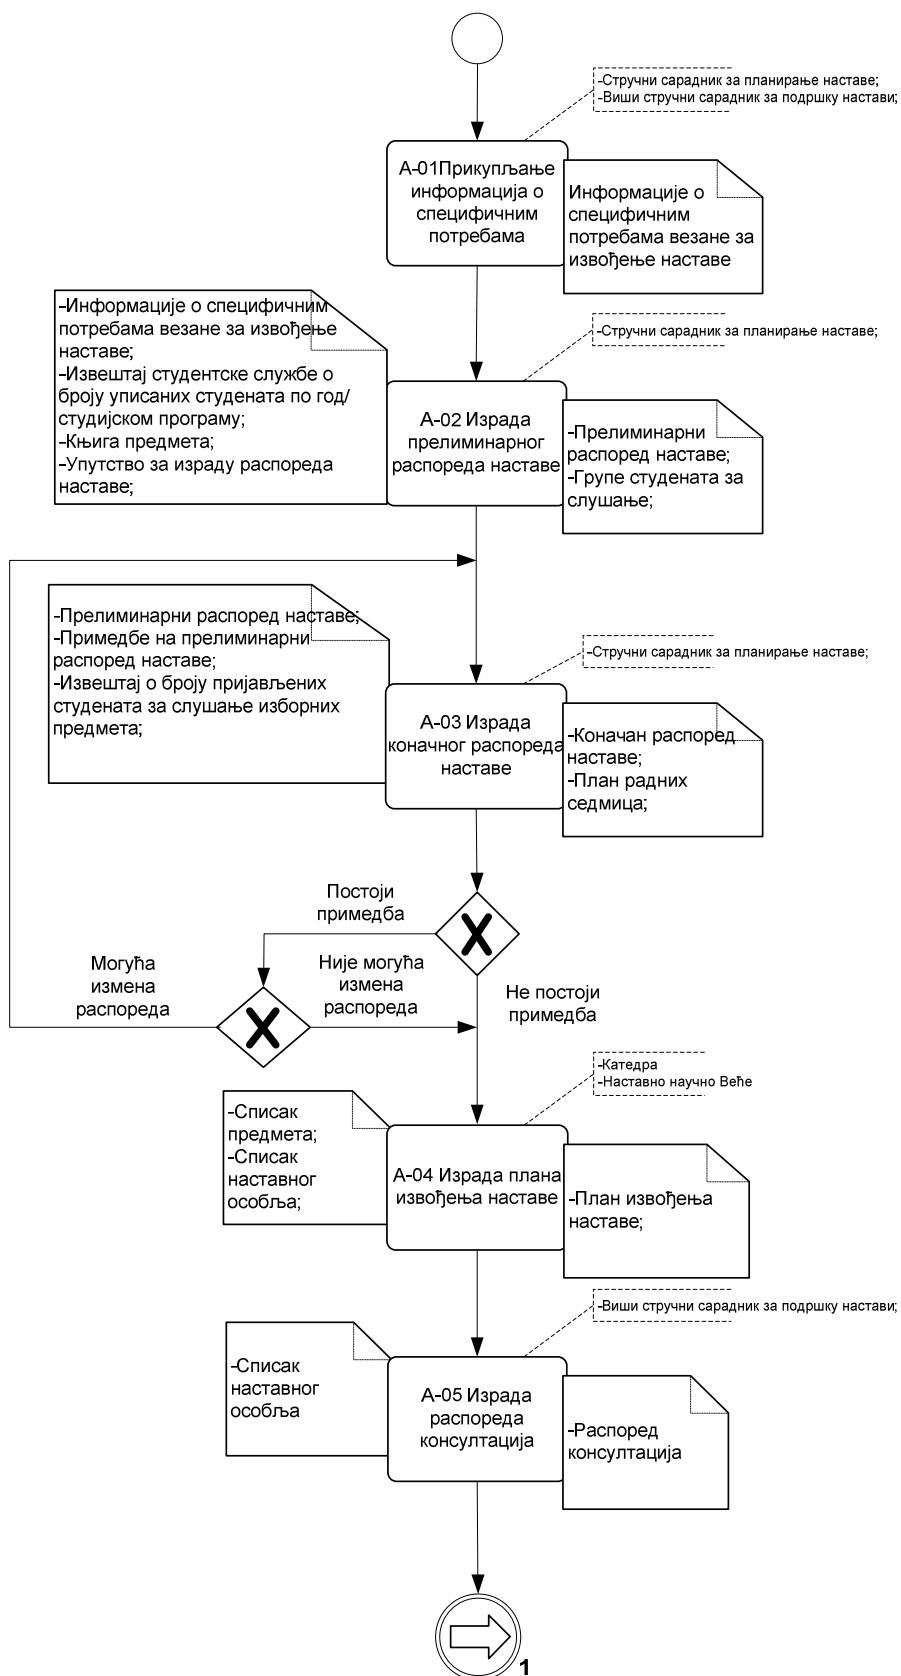 -Стручни сарадник за планирање наставе;
-Виши стручни сарадник за подршку настави;
А-01Прикупљање
информација о
специфичним
потребама
Информације о
специфичним
потребама везане за
извођење наставе
-Информације о специфичним
потребама везане за извођење
наставе;
-Извештај студентске службе о
броју уписаних студената по год/
студијском програму;
-Књига предмета;
-Упутство за израду распореда
наставе;
-Стручни сарадник за планирање наставе;
А-02 Израда
прелиминарног
распореда наставе
-Прелиминарни
распоред наставе;
-Групе студената за
слушање;
-Прелиминарни распоред наставе;
-Примедбе на прелиминарни
распоред наставе;
-Извештај о броју пријављених
студената за слушање изборних
предмета;
-Стручни сарадник за планирање наставе;
А-03 Израда
коначног распореда
наставе
-Коначан распоред
наставе;
-План радних
седмица;
Постоји
примедба
Могућа
измена
распореда
Није могућа
измена
распореда
Не постоји
примедба
-Катедра
-Наставно научно Веће
-Списак
предмета;
-Списак
наставног
особља;
А-04 Израда плана
извођења наставе
-План извођења
наставе;
-Виши стручни сарадник за подршку настави;
-Списак
наставног
особља
А-05 Израда
распореда
консултација
-Распоред
консултација
1